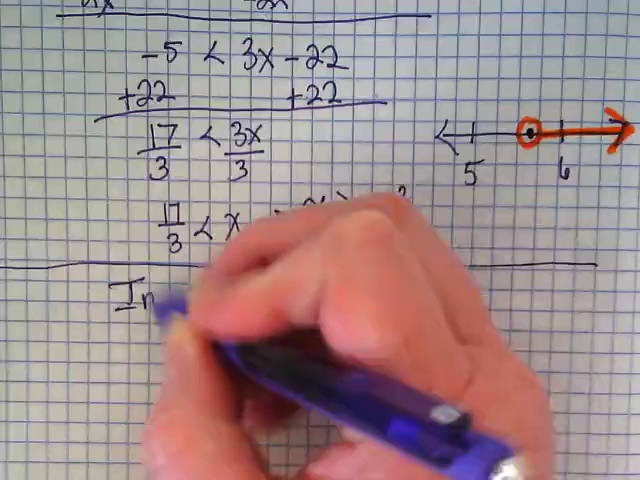 -5 < 3x - 22
+22 +22
17 < 3x
3 3
5 6
17 < x
3
In